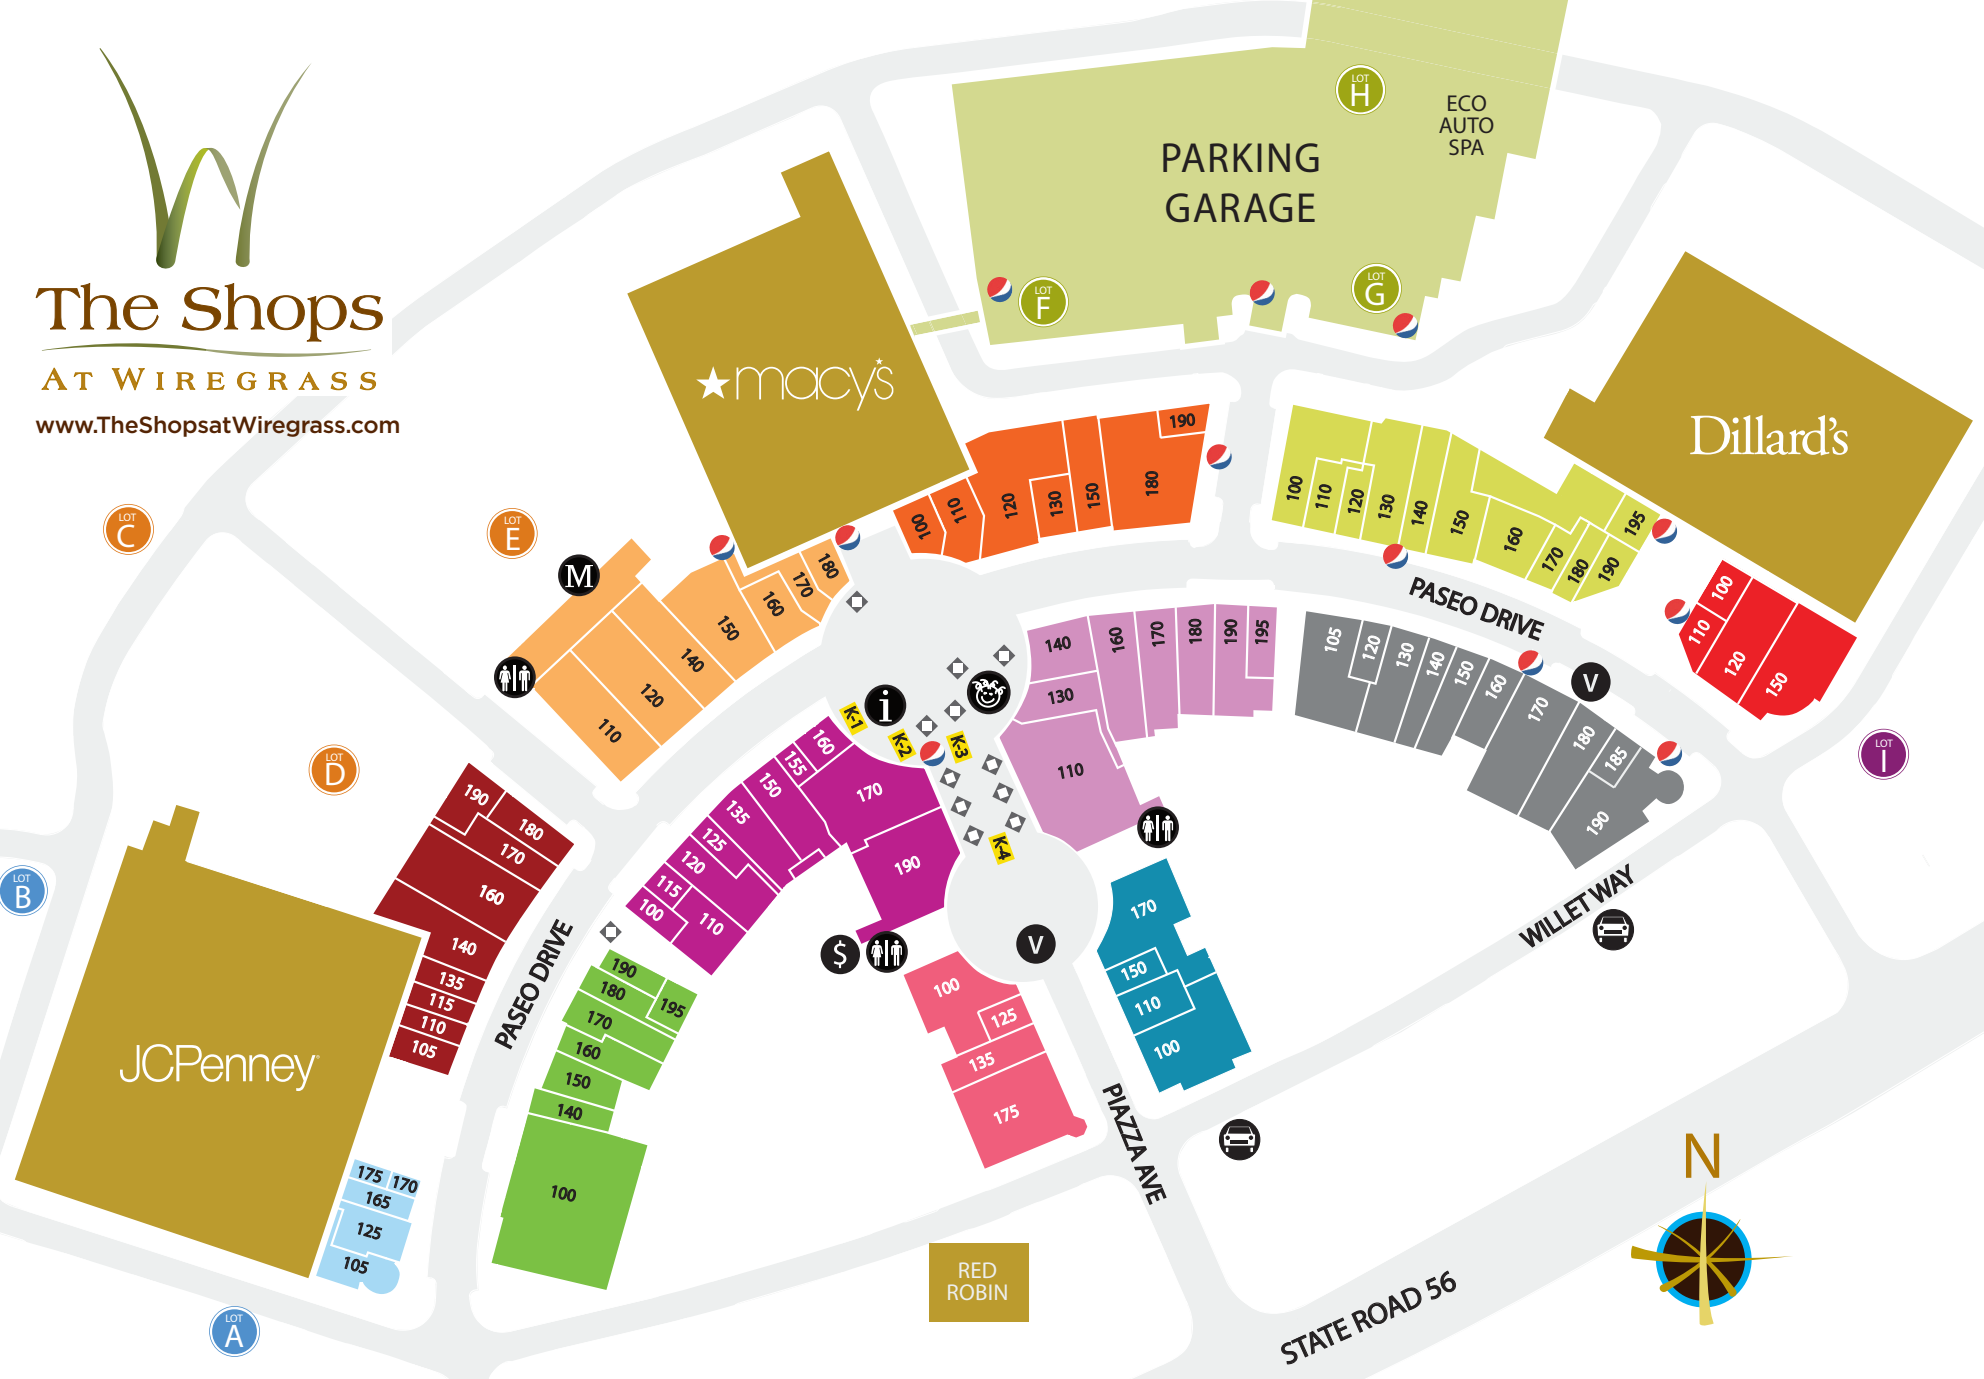 The Shops
AT WIREGRASS
www.TheShopsatWiregrass.com
LOT
H
ECO
AUTO
SPA
PARKING
GARAGE
LOT
F
LOT
G
macy's
Dillard's
LOT
C
LOT
E
M
100
110
120
130
150
180
190
100
110
120
130
140
150
160
170
180
190
195
100
110
120
150
110
120
140
150
160
170
180
PASEO DRIVE
140
130
110
160
170
180
190
195
105
120
130
140
150
160
170
180
185
190
V
LOT
I
i
K-1
K-2
K-3
K-4
LOT
D
160
155
150
135
125
120
115
100
110
170
190
190
180
170
160
140
135
115
110
105
LOT
B
JCPenney
PASEO DRIVE
190
180
195
170
160
150
140
100
$
V
100
125
135
175
170
150
110
100
WILLET WAY
PIAZZA AVE
175
170
165
125
105
LOT
A
RED
ROBIN
STATE ROAD 56
N